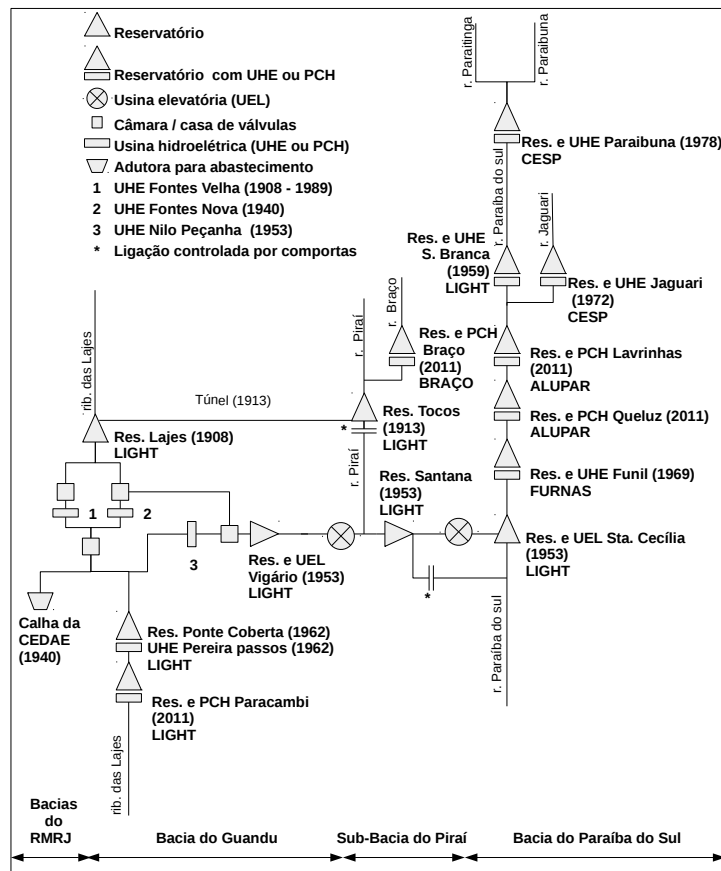 Reservatório
Reservatório com UHE ou PCH
Usina elevatória (UEL)
Câmara / casa de válvulas
Usina hidroelétrica (UHE ou PCH)
Adutora para abastecimento
1 UHE Fontes Velha (1908 - 1989)
2 UHE Fontes Nova (1940)
3 UHE Nilo Peçanha (1953)
* Ligação controlada por comportas
r. Paraitinga
r. Paraibuna
Res. e UHE Paraibuna (1978)
CESP
r. Paraíba do sul
r. Jaguari
Res. e UHE
S. Branca
(1959)
LIGHT
Res. e UHE Jaguari
(1972)
CESP
rib. das Lajes
r. Piraí
r. Braço
Res. e PCH
Braço
(2011)
BRAÇO
Res. e PCH Lavrinhas
(2011)
ALUPAR
Túnel (1913)
Res. Tocos
(1913)
LIGHT
*
Res. e PCH Queluz (2011)
ALUPAR
Res. Lajes (1908)
LIGHT
r. Piraí
Res. Santana
(1953)
LIGHT
Res. e UHE Funil (1969)
FURNAS
1
2
3
Res. e UEL
Vigário (1953)
LIGHT
Res. e UEL Sta. Cecília
(1953)
LIGHT
*
Calha da
CEDAE
(1940)
Res. Ponte Coberta (1962)
UHE Pereira passos (1962)
LIGHT
r. Paraíba do sul
Res. e PCH Paracambi
(2011)
LIGHT
rib. das Lajes
Bacias
do
RMRJ
Bacia do Guandu
Sub-Bacia do Piraí
Bacia do Paraíba do Sul